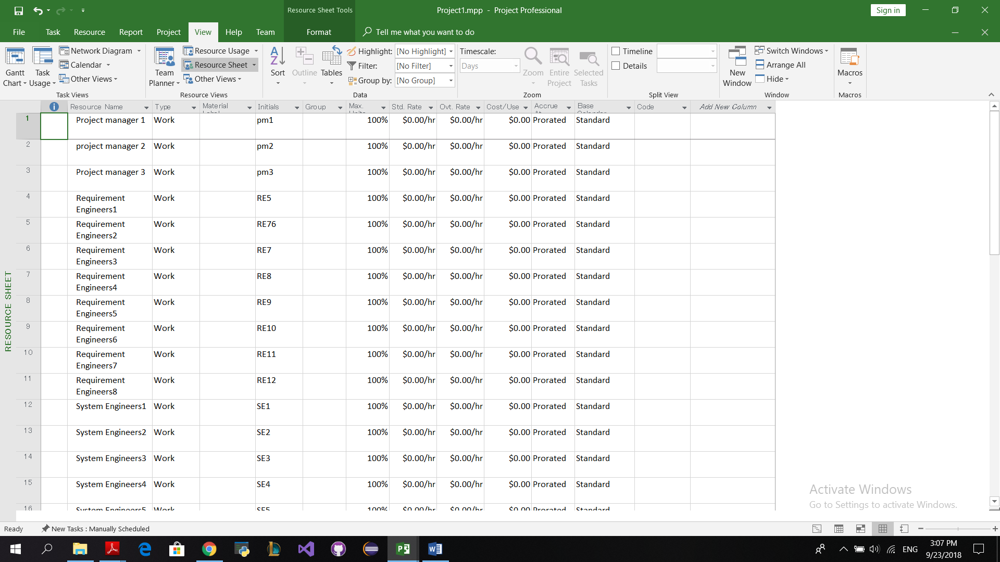 Resource Sheet Tools
Project1.mpp - Project Professional
Sign in
File Task Resource Report Project View Help Team Format Tell me what you want to do
Gantt Chart
Task Usage
Network Diagram
Calendar
Other Views
Task Views
Team Planner
Resource Usage
Resource Sheet
Other Views
Resource Views
Sort
Outline
Tables
Highlight: [No Highlight]
Filter: [No Filter]
Group by: [No Group]
Data
Timescale:
Days
Zoom
Entire Project
Selected Tasks
Zoom
Timeline
Details
Split View
New Window
Switch Windows
Arrange All
Hide
Window
Macros
Macros
Resource Name Type Material Initials Group Max. Std. Rate Ovt. Rate Cost/Use Accrue Base Code Add New Column
1 Project manager 1 Work pm1 100% $0.00/hr $0.00/hr $0.00 Prorated Standard
2 project manager 2 Work pm2 100% $0.00/hr $0.00/hr $0.00 Prorated Standard
3 Project manager 3 Work pm3 100% $0.00/hr $0.00/hr $0.00 Prorated Standard
4 Requirement Engineers1 Work RE5 100% $0.00/hr $0.00/hr $0.00 Prorated Standard
5 Requirement Engineers2 Work RE76 100% $0.00/hr $0.00/hr $0.00 Prorated Standard
6 Requirement Engineers3 Work RE7 100% $0.00/hr $0.00/hr $0.00 Prorated Standard
7 Requirement Engineers4 Work RE8 100% $0.00/hr $0.00/hr $0.00 Prorated Standard
8 Requirement Engineers5 Work RE9 100% $0.00/hr $0.00/hr $0.00 Prorated Standard
9 Requirement Engineers6 Work RE10 100% $0.00/hr $0.00/hr $0.00 Prorated Standard
10 Requirement Engineers7 Work RE11 100% $0.00/hr $0.00/hr $0.00 Prorated Standard
11 Requirement Engineers8 Work RE12 100% $0.00/hr $0.00/hr $0.00 Prorated Standard
12 System Engineers1 Work SE1 100% $0.00/hr $0.00/hr $0.00 Prorated Standard
13 System Engineers2 Work SE2 100% $0.00/hr $0.00/hr $0.00 Prorated Standard
14 System Engineers3 Work SE3 100% $0.00/hr $0.00/hr $0.00 Prorated Standard
15 System Engineers4 Work SE4 100% $0.00/hr $0.00/hr $0.00 Prorated Standard
16 System Engineers5 Work SE5 100% $0.00/hr $0.00/hr $0.00 Prorated Standard
RESOURCE SHEET
Activate Windows
Go to Settings to activate Windows.
Ready New Tasks : Manually Scheduled
ENG
3:07 PM
9/23/2018